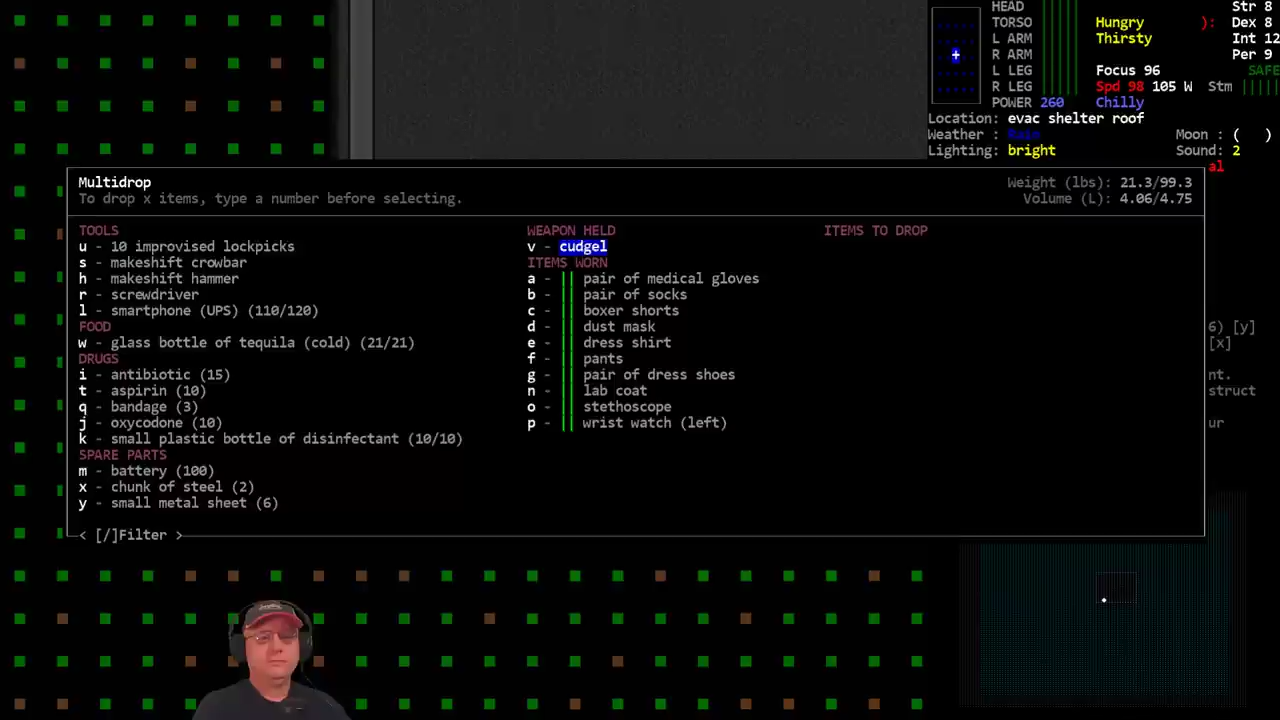 HEAD Str 8
TORSO Hungry ): Dex 8
L ARM Thirsty Int 12
R ARM Per 9
L LEG Focus 96 SAFE
R LEG Spd 98 105 W Stm
POWER 260 Chilly
Location: evac shelter roof
Weather : Rain Moon : ( )
Lighting: bright Sound: 2
al
Multidrop Weight (lbs): 21.3/99.3
To drop x items, type a number before selecting. Volume (L): 4.06/4.75
TOOLS
u - 10 improvised lockpicks
s - makeshift crowbar
h - makeshift hammer
r - screwdriver
l - smartphone (UPS) (110/120)
FOOD
w - glass bottle of tequila (cold) (21/21)
DRUGS
i - antibiotic (15)
t - aspirin (10)
q - bandage (3)
j - oxycodone (10)
k - small plastic bottle of disinfectant (10/10)
SPARE PARTS
m - battery (100)
x - chunk of steel (2)
y - small metal sheet (6)
WEAPON HELD
v - cudgel
ITEMS WORN
a - || pair of medical gloves
b - || pair of socks
c - || boxer shorts
d - || dust mask
e - || dress shirt
f - || pants
g - || pair of dress shoes
n - || lab coat
o - || stethoscope
p - || wrist watch (left)
ITEMS TO DROP
6) [y]
[x]
nt.
struct
ur
< [/]Filter >